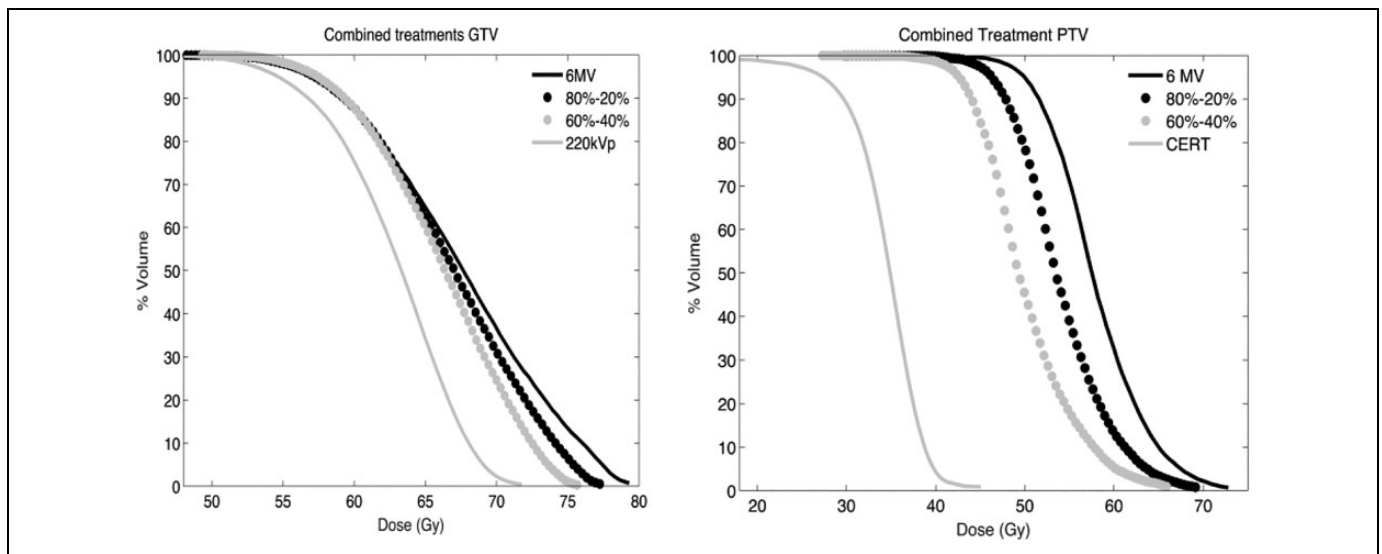 Combined treatments GTV
100
90
80
70
60
50
40
30
20
10
0
% Volume
50 55 60 65 70 75 80
Dose (Gy)
6MV
80%-20%
60%-40%
220kVp
Combined Treatment PTV
100
90
80
70
60
50
40
30
20
10
0
% Volume
20 30 40 50 60 70
Dose (Gy)
6 MV
80%-20%
60%-40%
CERT